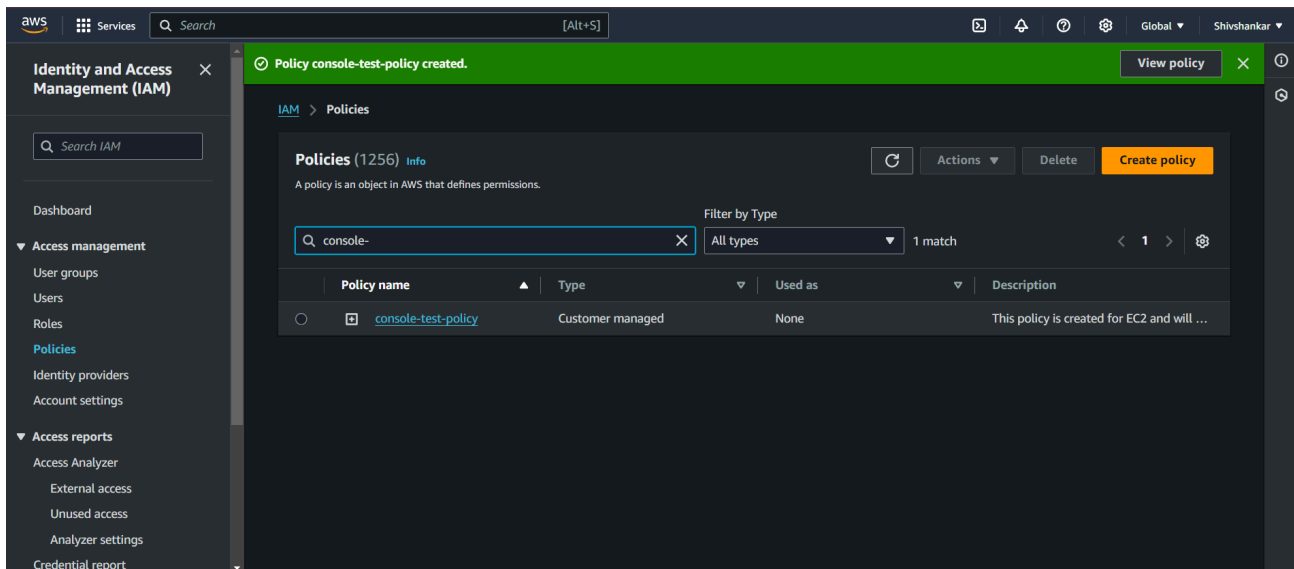 aws Services Search [Alt+S] Global Shivshankar
Identity and Access
Management (IAM)
Search IAM
Dashboard
Access management
User groups
Users
Roles
Policies
Identity providers
Account settings
Access reports
Access Analyzer
External access
Unused access
Analyzer settings
Credential report
Policy console-test-policy created. View policy
IAM > Policies
Policies (1256) Info Actions Delete Create policy
A policy is an object in AWS that defines permissions.
Filter by Type
console- All types 1 match 1
Policy name Type Used as Description
console-test-policy Customer managed None This policy is created for EC2 and will ...